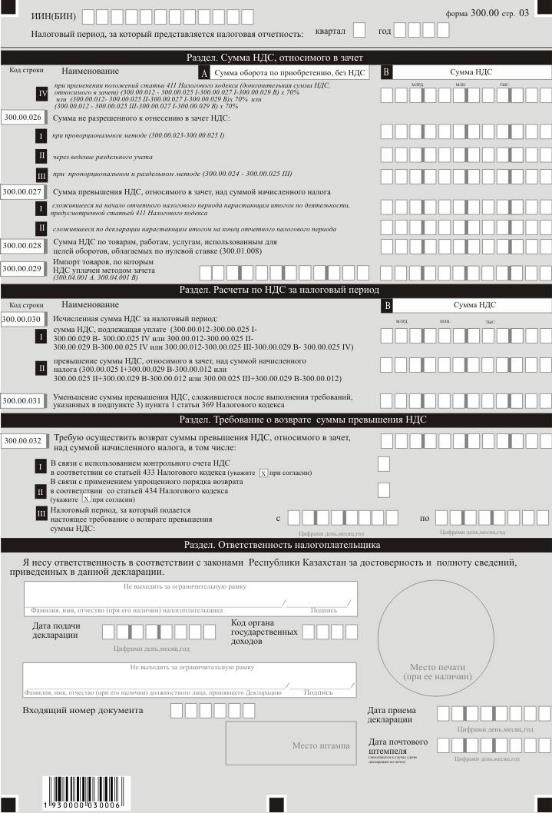 ИИН(БИН)
форма 300.00 стр. 03
Налоговый период, за который представляется налоговая отчетность:
квартал
год
Раздел. Сумма НДС, относимого в зачет
Код строки
Наименование
A Сумма оборота по приобретению, без НДС
B Сумма НДС
млрд. млн. тыс.
IV при применении положений статьи 411 Налогового кодекса (дополнительная сумма НДС,
относимого в зачет) (300.00.012 - 300.00.025 I-300.00.027 I-300.00.029 B) x 70%
или (300.00.012- 300.00.025 II-300.00.027 I-300.00.029 B)x 70% или
(300.00.012 - 300.00.025 III-300.00.027 I-300.00.029 B) x 70%
300.00.026 Сумма не разрешенного к отнесению в зачет НДС:
I при пропорциональном методе (300.00.023-300.00.025 I)
II через ведение раздельного учета
III при пропорциональном и раздельном методе (300.00.024 - 300.00.025 III)
300.00.027 Сумма превышения НДС, относимого в зачет, над суммой начисленного налога
I сложившееся на начало отчетного налогового периода нарастающим итогом по деятельности,
предусмотренной статьей 411 Налогового кодекса
II сложившееся по декларации нарастающим итогом на конец отчетного налогового периода
300.00.028 Сумма НДС по товарам, работам, услугам, использованным для
целей оборотов, облагаемых по нулевой ставке (300.01.008)
300.00.029 Импорт товаров, по которым
НДС уплачен методом зачета
(300.04.001 A, 300.04.001 B)
Раздел. Расчеты по НДС за налоговый период
Код строки
Наименование
B Сумма НДС
300.00.030 Исчисленная сумма НДС за налоговый период:
млрд. млн. тыс.
I сумма НДС, подлежащая уплате (300.00.012-300.00.025 I-
300.00.029 B- 300.00.025 IV или 300.00.012-300.00.025 II-
300.00.029 B-300.00.025 IV или 300.00.012-300.00.025 III-300.00.029 B- 300.00.025 IV)
II превышение суммы НДС, относимого в зачет, над суммой начисленного
налога (300.00.025 I+300.00.029 B-300.00.012 или
300.00.025 II+300.00.029 B-300.00.012 или 300.00.025 III+300.00.029 B-300.00.012)
300.00.031 Уменьшение суммы превышения НДС, сложившегося после выполнения требований,
указанных в подпункте 3) пункта 1 статьи 369 Налогового кодекса
Раздел. Требование о возврате суммы превышения НДС
300.00.032 Требую осуществить возврат суммы превышения НДС, относимого в зачет,
над суммой начисленного налога, в том числе:
I В связи с использованием контрольного счета НДС
в соответствии со статьей 433 Налогового кодекса (укажите X при согласии)
II В связи с применением упрощенного порядка возврата
в соответствии со статьей 434 Налогового кодекса
(укажите X при согласии)
III Налоговый период, за который подается
настоящее требование о возврате превышения
суммы НДС:
с
по
Цифрами день,месяц,год
Цифрами день,месяц,год
Раздел. Ответственность налогоплательщика
Я несу ответственность в соответствии с законами Республики Казахстан за достоверность и полноту сведений,
приведенных в данной декларации.
Не выходить за ограничительную рамку
Фамилия, имя, отчество (при его наличии) налогоплательщика / Подпись /
Дата подачи
декларации
Цифрами день,месяц,год
Код органа
государственных
доходов
Не выходить за ограничительную рамку
Фамилия, имя, отчество (при его наличии) должностного лица, принявшего Декларацию / Подпись /
Место печати
(при ее наличии)
Входящий номер документа
Дата приема
декларации
Цифрами день,месяц,год
Место штампа
Дата почтового
штемпеля
Цифрами день,месяц,год
1 930000 030006